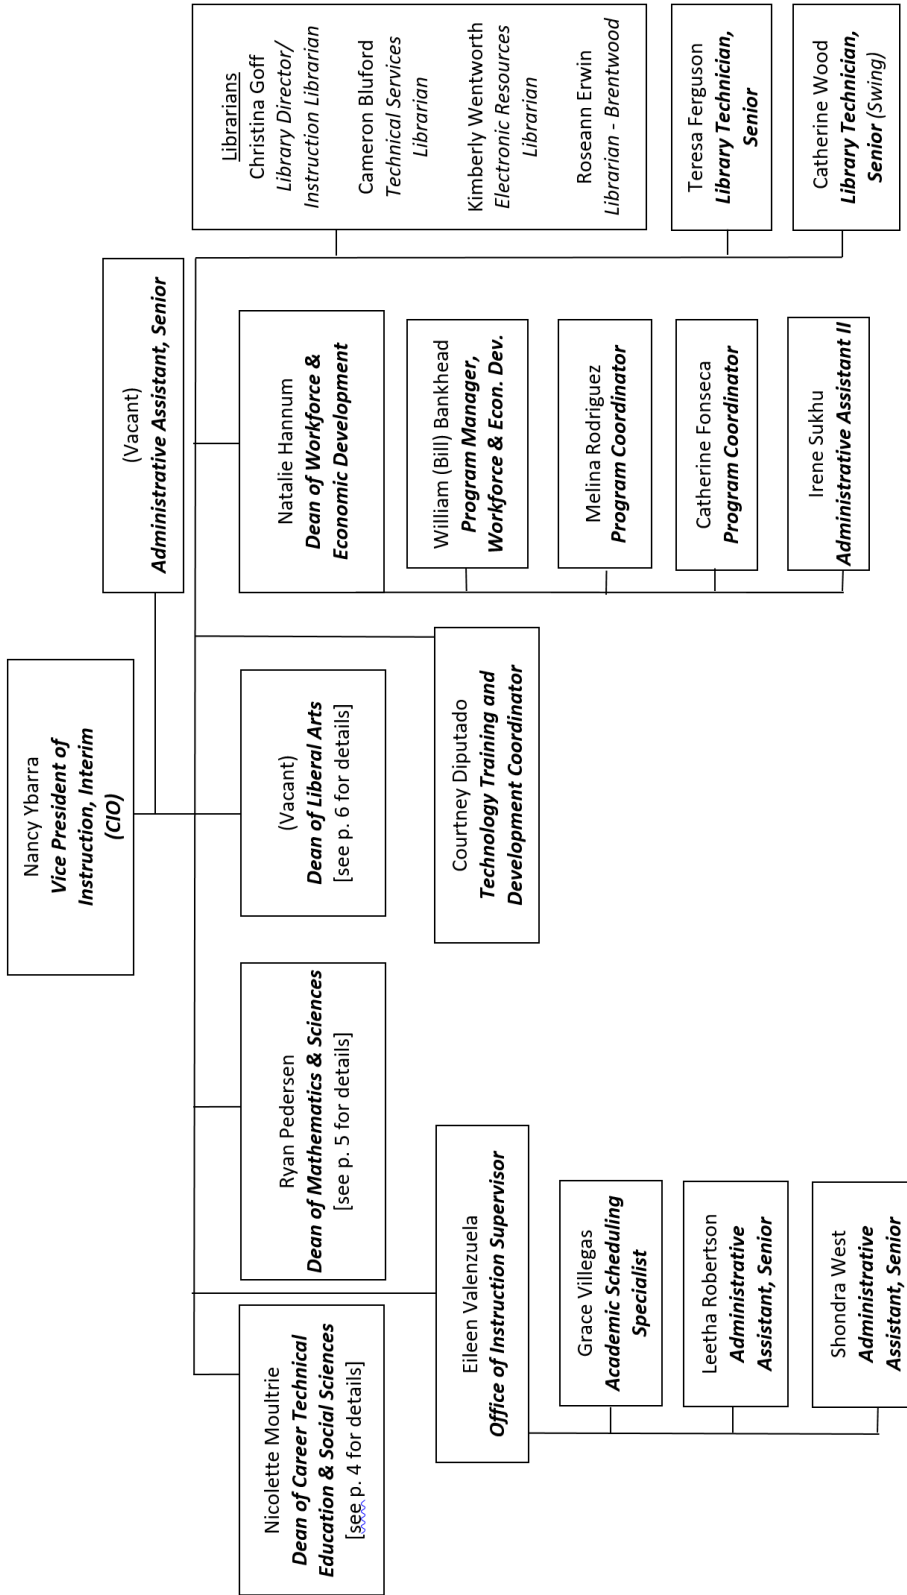 Nancy Ybarra
Vice President of
Instruction, Interim
(CIO)
(Vacant)
Administrative Assistant, Senior
Nicolette Moultrie
Dean of Career Technical
Education & Social Sciences
[see p. 4 for details]
Ryan Pedersen
Dean of Mathematics & Sciences
[see p. 5 for details]
(Vacant)
Dean of Liberal Arts
[see p. 6 for details]
Natalie Hannum
Dean of Workforce &
Economic Development
Librarians
Christina Goff
Library Director/
Instruction Librarian
Cameron Bluford
Technical Services
Librarian
Kimberly Wentworth
Electronic Resources
Librarian
Roseann Erwin
Librarian - Brentwood
Eileen Valenzuela
Office of Instruction Supervisor
Grace Villegas
Academic Scheduling
Specialist
Leetha Robertson
Administrative
Assistant, Senior
Shondra West
Administrative
Assistant, Senior
Courtney Diputado
Technology Training and
Development Coordinator
William (Bill) Bankhead
Program Manager,
Workforce & Econ. Dev.
Melina Rodriguez
Program Coordinator
Catherine Fonseca
Program Coordinator
Irene Sukhu
Administrative Assistant II
Teresa Ferguson
Library Technician,
Senior
Catherine Wood
Library Technician,
Senior (Swing)